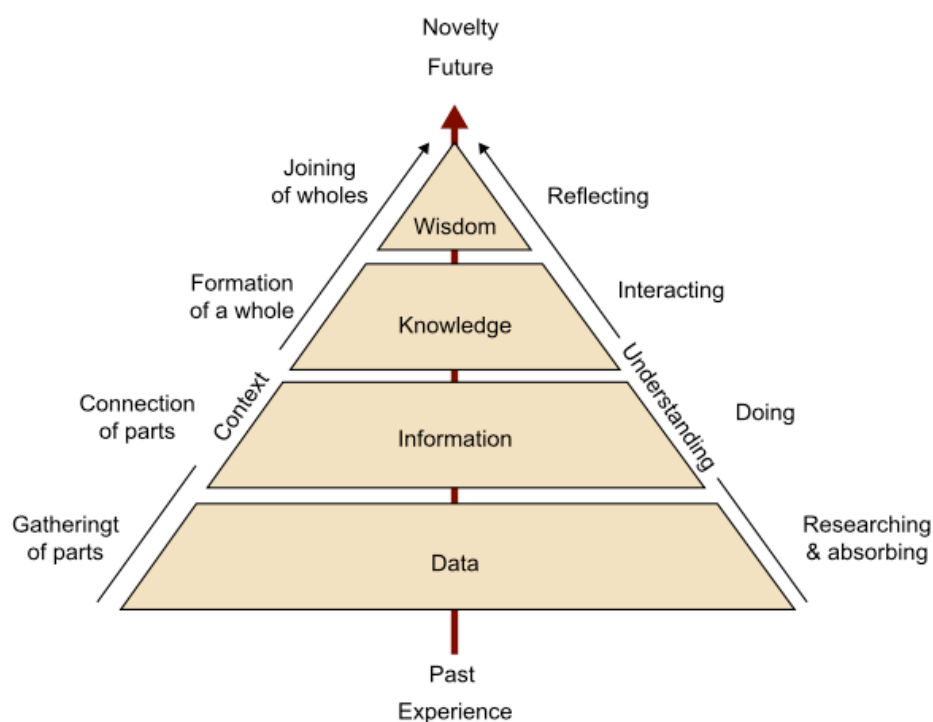 Novelty
Future
Joining
of wholes
Reflecting
Wisdom
Formation
of a whole
Interacting
Knowledge
Context
Understanding
Connection
of parts
Information
Doing
Gatheringt
of parts
Data
Researching
& absorbing
Past
Experience